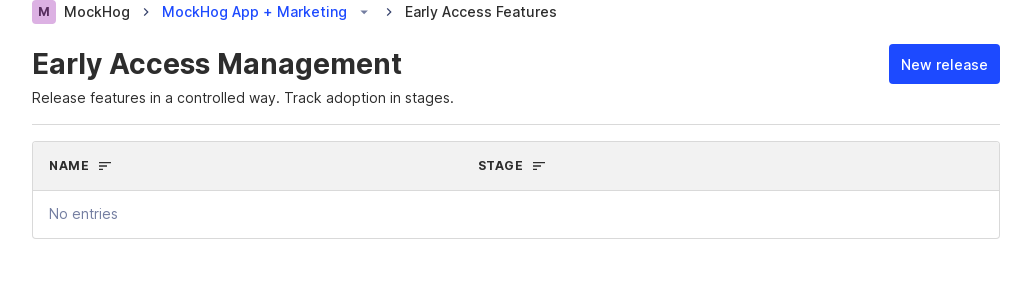 M MockHog MockHog App + Marketing Early Access Features
Early Access Management
New release
Release features in a controlled way. Track adoption in stages.
NAME STAGE
No entries